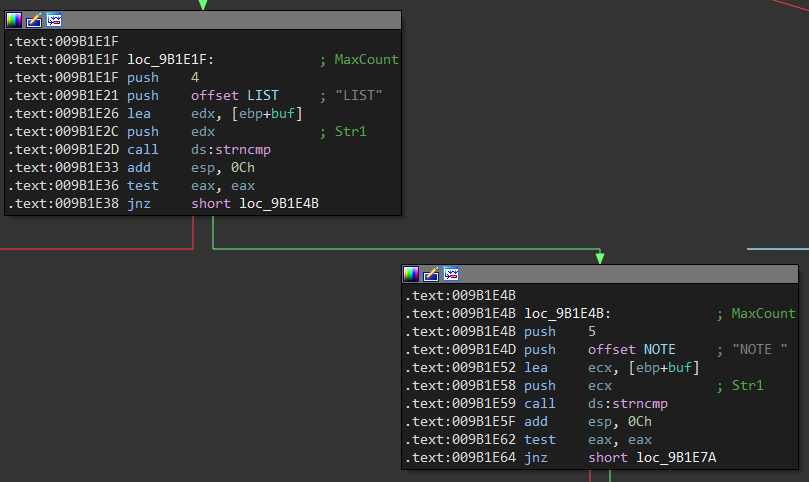 .text:009B1E1F
.text:009B1E1F loc_9B1E1F: ; MaxCount
.text:009B1E1F push 4
.text:009B1E21 push offset LIST ; "LIST"
.text:009B1E26 lea edx, [ebp+buf]
.text:009B1E2C push edx ; Str1
.text:009B1E2D call ds:strncmp
.text:009B1E33 add esp, 0Ch
.text:009B1E36 test eax, eax
.text:009B1E38 jnz short loc_9B1E4B
.text:009B1E4B
.text:009B1E4B loc_9B1E4B: ; MaxCount
.text:009B1E4B push 5
.text:009B1E4D push offset NOTE ; "NOTE "
.text:009B1E52 lea ecx, [ebp+buf]
.text:009B1E58 push ecx ; Str1
.text:009B1E59 call ds:strncmp
.text:009B1E5F add esp, 0Ch
.text:009B1E62 test eax, eax
.text:009B1E64 jnz short loc_9B1E7A